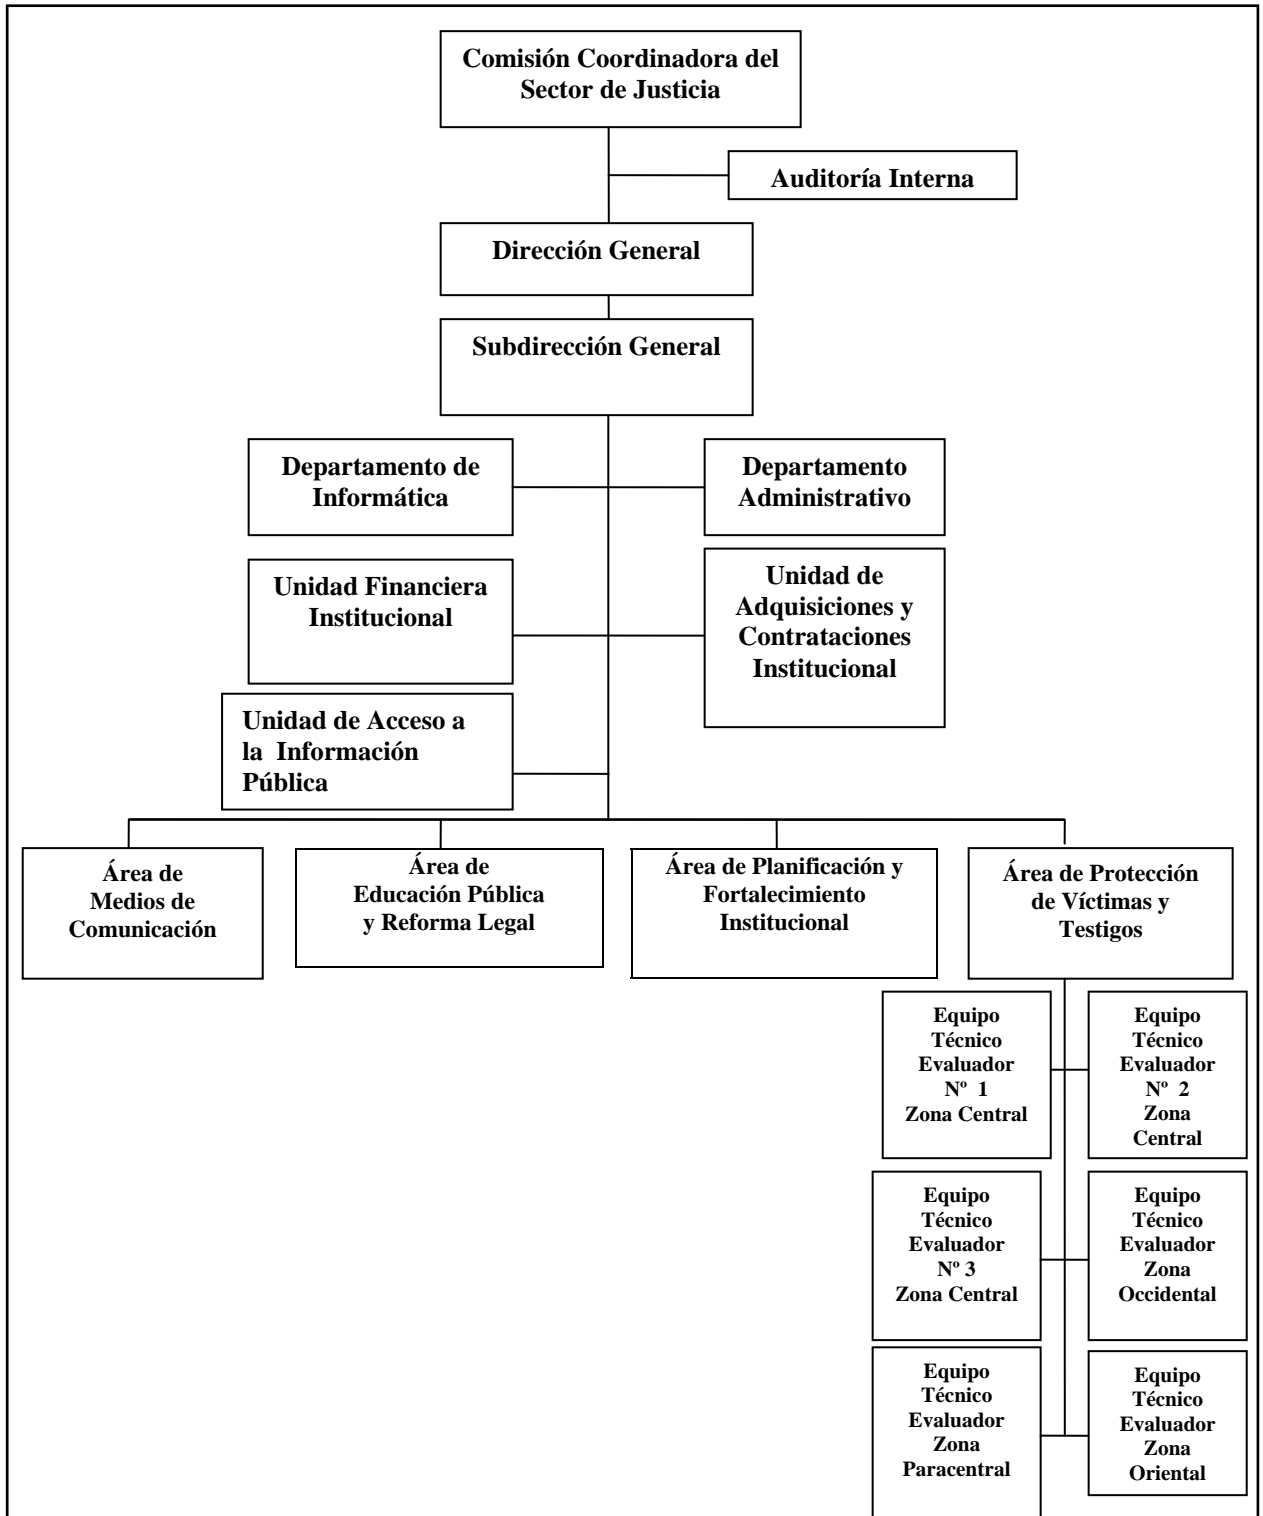 Comisión Coordinadora del
Sector de Justicia
Auditoría Interna
Dirección General
Subdirección General
Departamento de
Informática
Departamento
Administrativo
Unidad Financiera
Institucional
Unidad de
Adquisiciones y
Contrataciones
Institucional
Unidad de Acceso a
la Información
Pública
Área de
Medios de
Comunicación
Área de
Educación Pública
y Reforma Legal
Área de Planificación y
Fortalecimiento
Institucional
Área de Protección
de Víctimas y
Testigos
Equipo
Técnico
Evaluador
Nº 1
Zona Central
Equipo
Técnico
Evaluador
Nº 2
Zona
Central
Equipo
Técnico
Evaluador
Nº 3
Zona Central
Equipo
Técnico
Evaluador
Zona
Occidental
Equipo
Técnico
Evaluador
Zona
Paracentral
Equipo
Técnico
Evaluador
Zona
Oriental